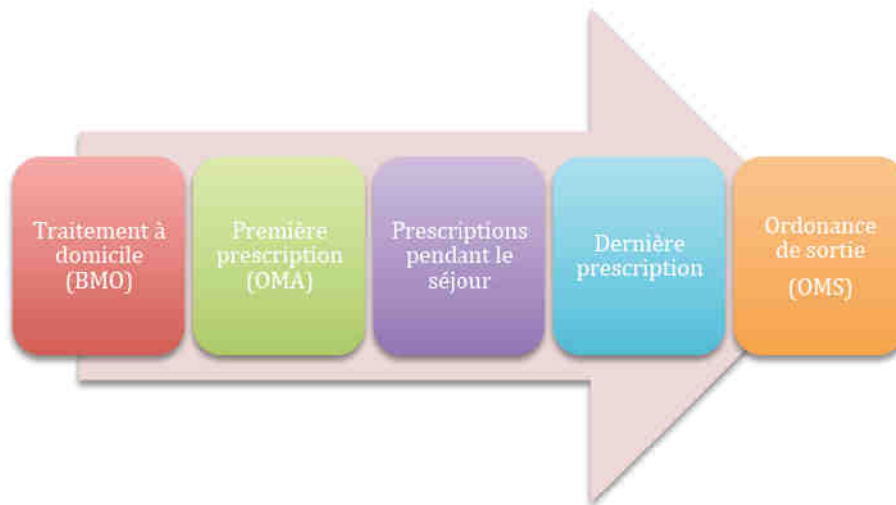 Traitement à
domicile
(BMO)
Première
prescription
(OMA)
Prescriptions
pendant le
séjour
Dernière
prescription
Ordonance
de sortie
(OMS)